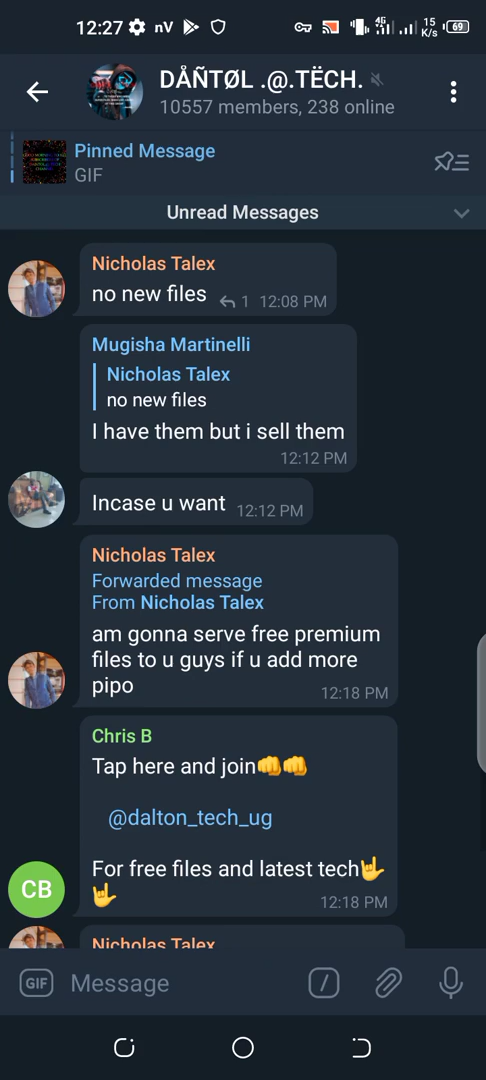 12:27 nV 4G 15 K/s 69
DÅÑTØL .@.TËCH.
10557 members, 238 online
Pinned Message
GIF
Unread Messages
Nicholas Talex
no new files 1 12:08 PM
Mugisha Martinelli
Nicholas Talex
no new files
I have them but i sell them
12:12 PM
Incase u want 12:12 PM
Nicholas Talex
Forwarded message
From Nicholas Talex
am gonna serve free premium
files to u guys if u add more
pipo 12:18 PM
Chris B
Tap here and join👊👊
@dalton_tech_ug
For free files and latest tech🤟
🤟 12:18 PM
CB
Nicholas Talex
GIF Message